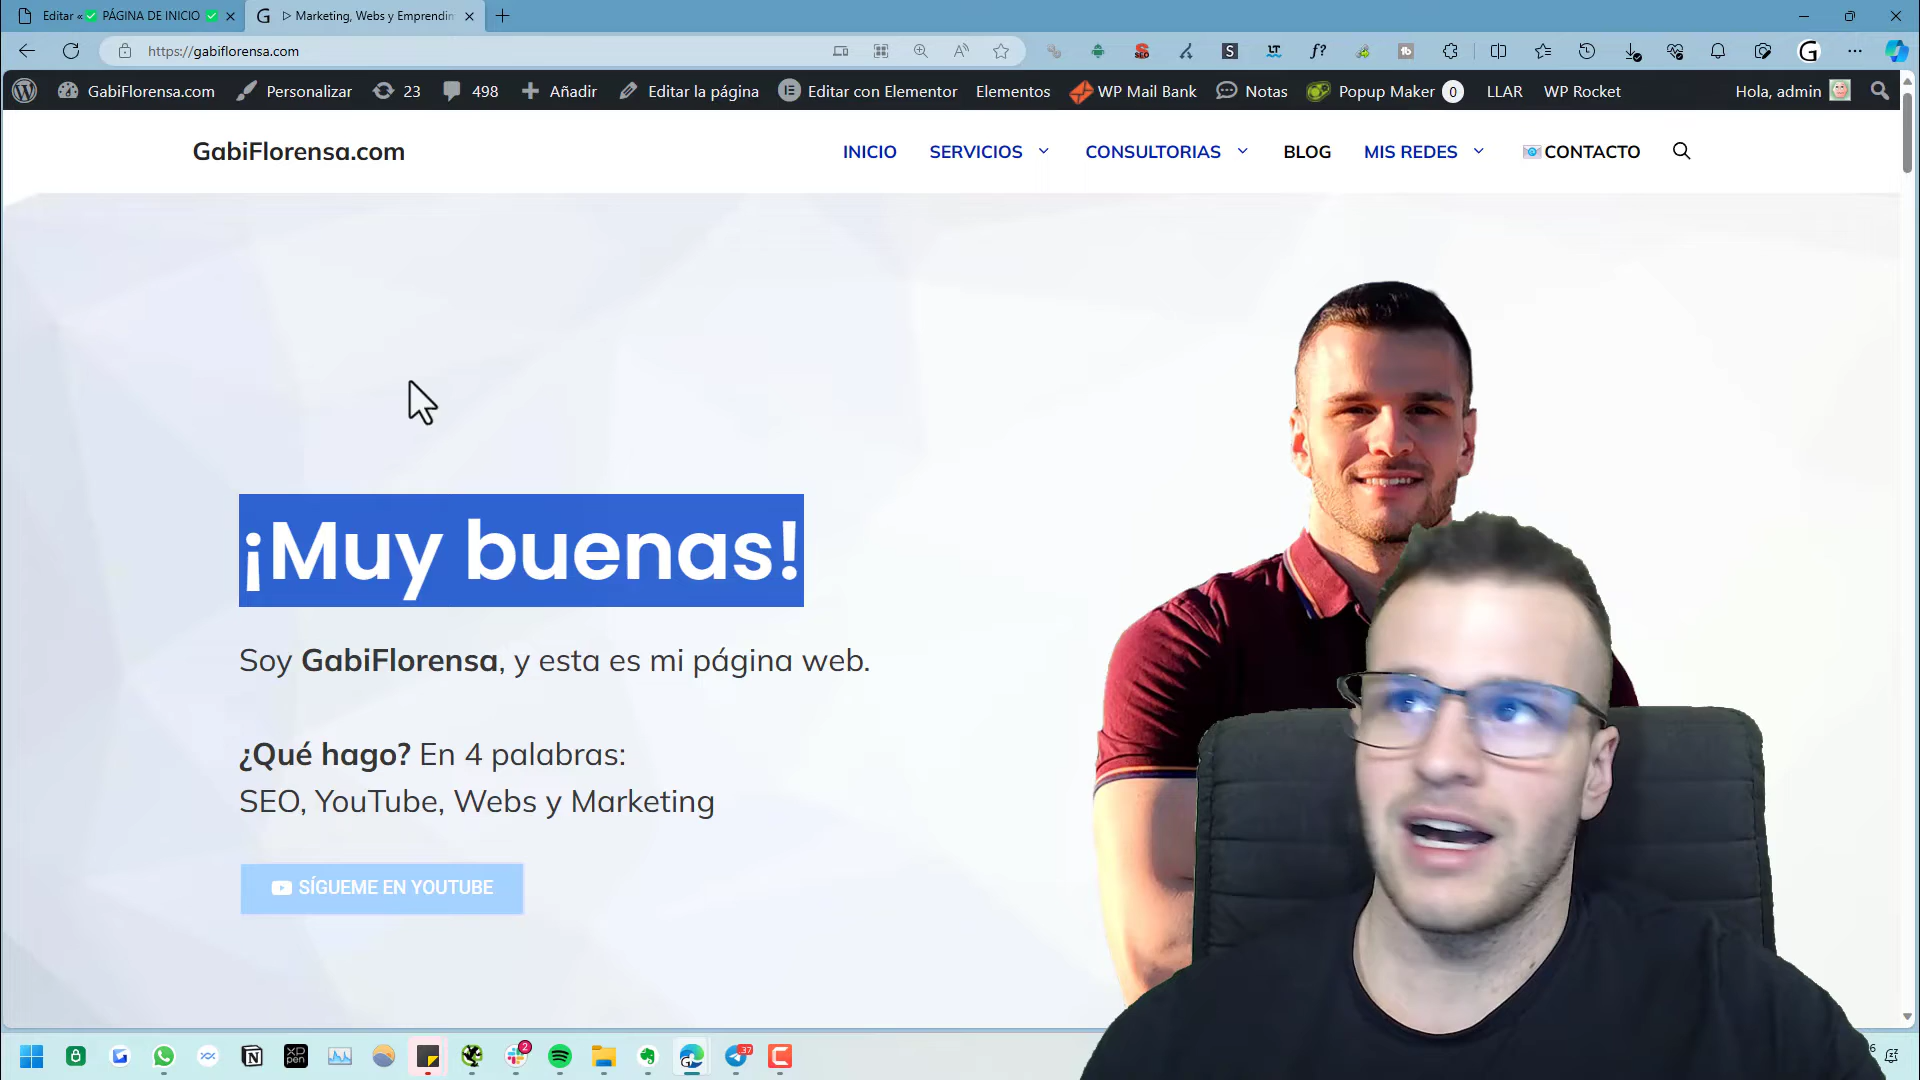 Editar «✅ PÁGINA DE INICIO ✅
G ▷ Marketing, Webs y Emprendim
https://gabiflorensa.com
GabiFlorensa.com Personalizar 23 498 Añadir Editar la página Editar con Elementor Elementos WP Mail Bank Notas Popup Maker 0 LLAR WP Rocket Hola, admin
GabiFlorensa.com
INICIO SERVICIOS CONSULTORIAS BLOG MIS REDES 📧CONTACTO
¡Muy buenas!
Soy GabiFlorensa, y esta es mi página web.
¿Qué hago? En 4 palabras:
SEO, YouTube, Webs y Marketing
SÍGUEME EN YOUTUBE